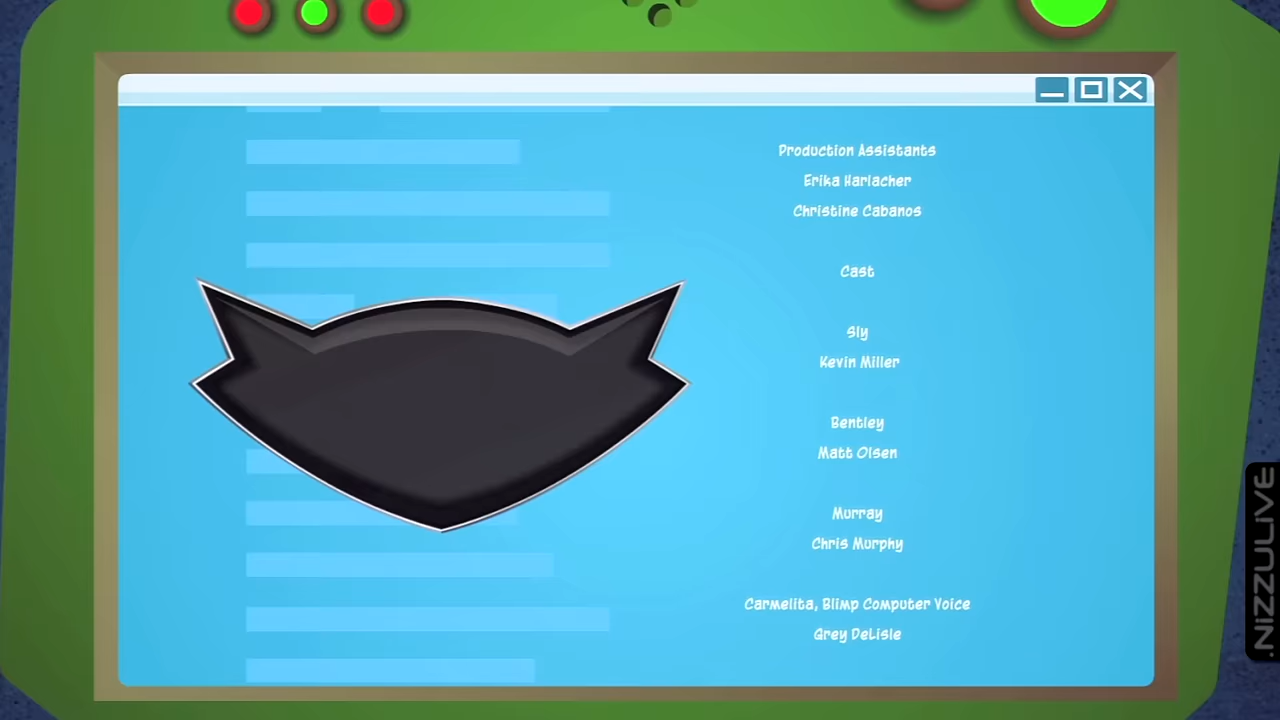 Production Assistants
Erika Harlacher
Christine Cabanos
Cast
Sly
Kevin Miller
Bentley
Matt Olsen
Murray
Chris Murphy
Carmelita, Blimp Computer Voice
Grey DeLisle
.NIZZULIVE